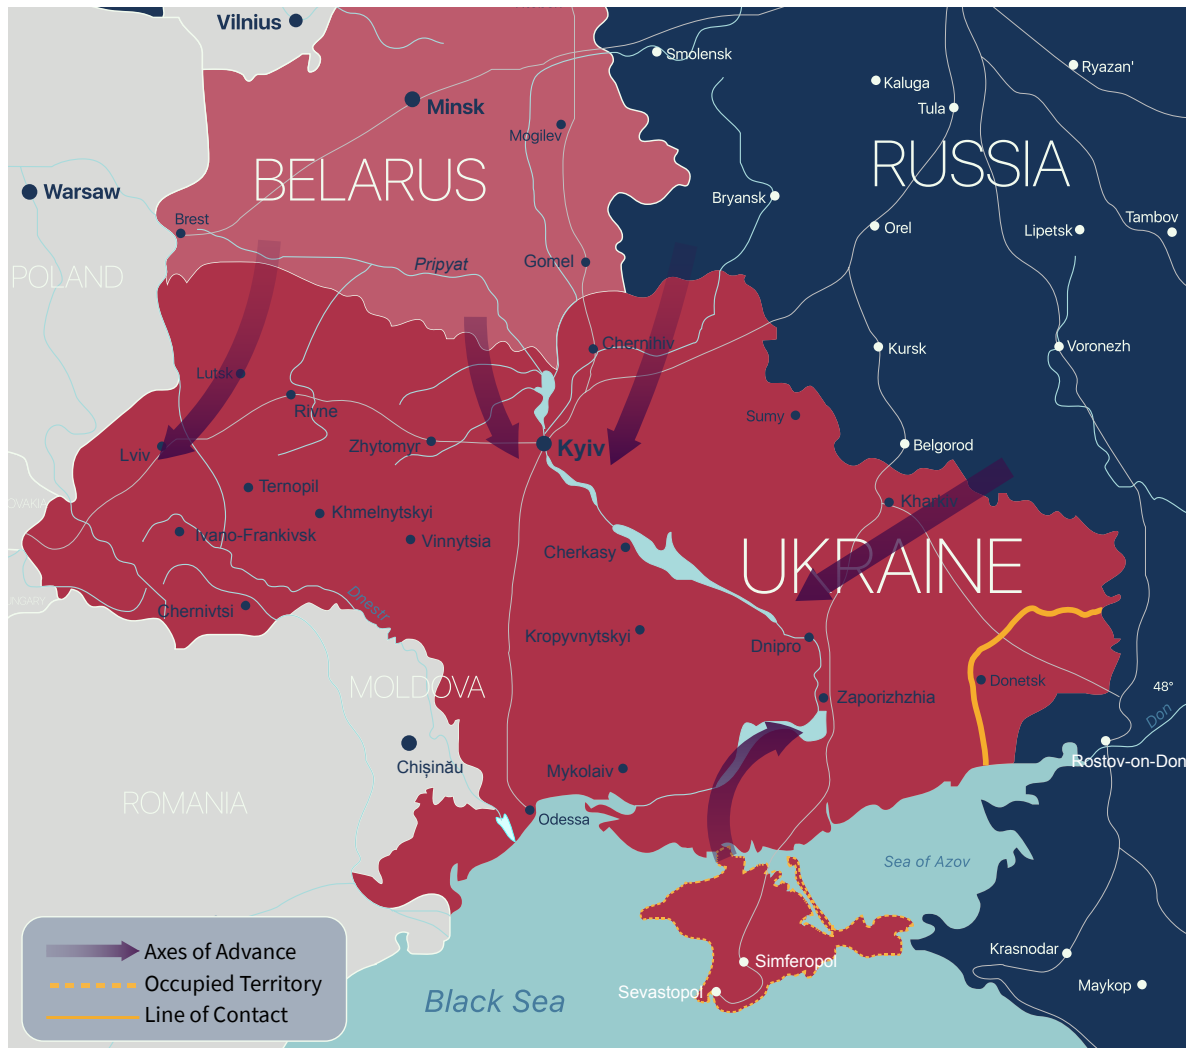 Vilnius
Smolensk
Kaluga
Ryazan'
Tula
Minsk
Mogilev
BELARUS
RUSSIA
Warsaw
Bryansk
Brest
Orel
Lipetsk
Tambov
POLAND
Pripyat
Gomel
Chernihiv
Kursk
Voronezh
Lutsk
Rivne
Sumy
Lviv
Zhytomyr
Kyiv
Belgorod
Ternopil
Kharkiv
OVAKIA
Khmelnytskyi
Ivano-Frankivsk
Vinnytsia
Cherkasy
UKRAINE
UNGARY
Chernivtsi
Dnestr
Kropyvnytskyi
Dnipro
MOLDOVA
Donetsk
48°
Zaporizhzhia
Don
Chișinău
Mykolaiv
Rostov-on-Don
ROMANIA
Odessa
Sea of Azov
Axes of Advance
Occupied Territory
Line of Contact
Krasnodar
Simferopol
Sevastopol
Maykop
Black Sea